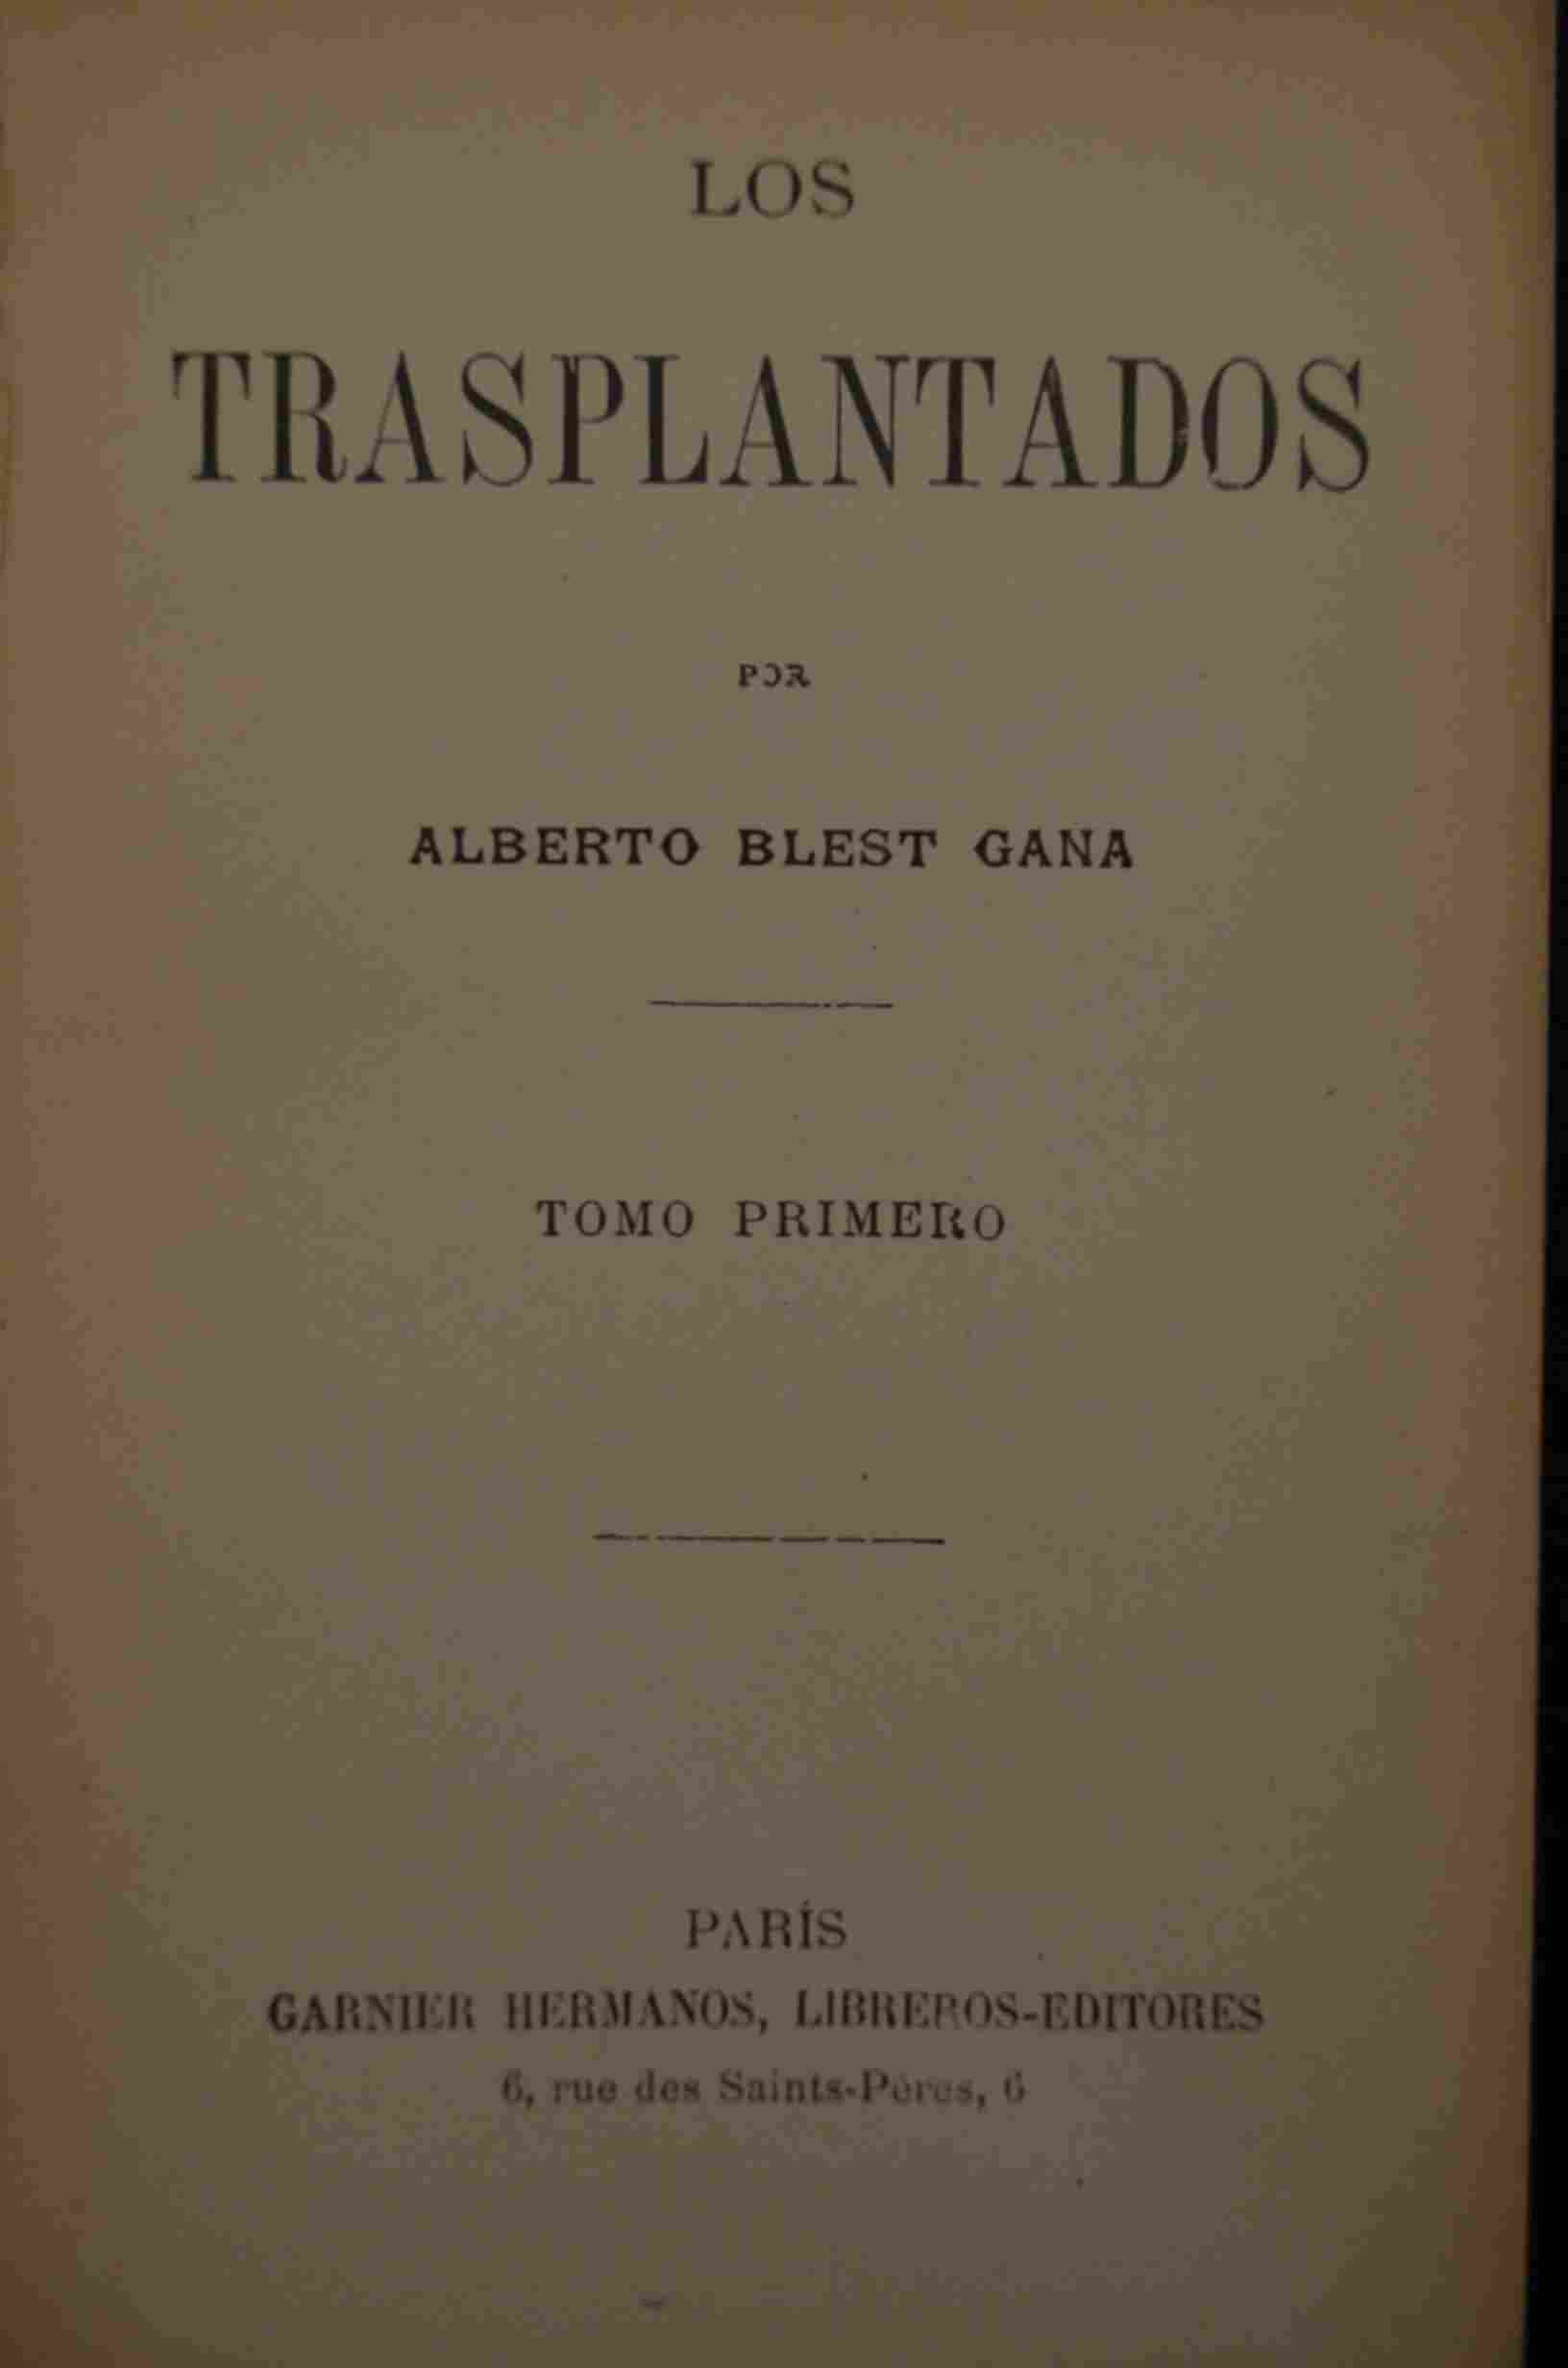 LOS
TRASPLANTADOS
POR
ALBERTO BLEST GANA
TOMO PRIMERO
PARÍS
GARNIER HERMANOS, LIBREROS-EDITORES
6, rue des Saints-Pères, 6